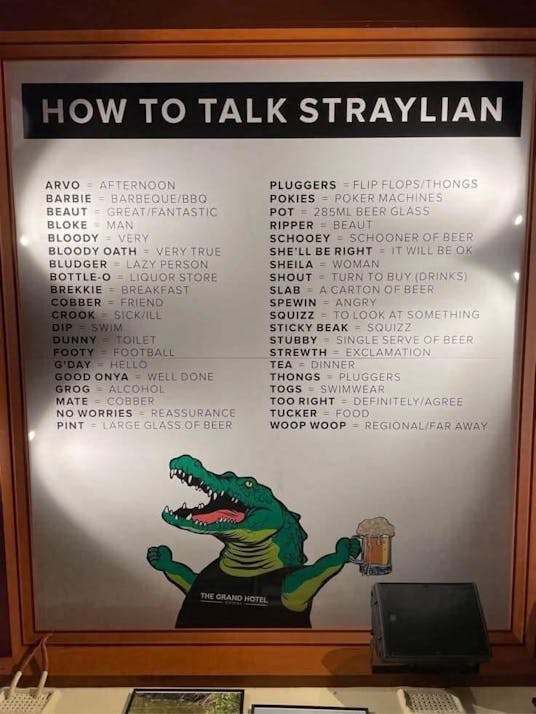 HOW TO TALK STRAYLIAN
ARVO = AFTERNOON
BARBIE = BARBEQUE/BBQ
BEAUT = GREAT/FANTASTIC
BLOKE = MAN
BLOODY = VERY
BLOODY OATH = VERY TRUE
BLUDGER = LAZY PERSON
BOTTLE-O = LIQUOR STORE
BREKKIE = BREAKFAST
COBBER = FRIEND
CROOK = SICK/ILL
DIP = SWIM
DUNNY = TOILET
FOOTY = FOOTBALL
G'DAY = HELLO
GOOD ONYA = WELL DONE
GROG = ALCOHOL
MATE = COBBER
NO WORRIES = REASSURANCE
PINT = LARGE GLASS OF BEER
PLUGGERS = FLIP FLOPS/THONGS
POKIES = POKER MACHINES
POT = 285ML BEER GLASS
RIPPER = BEAUT
SCHOOEY = SCHOONER OF BEER
SHE'LL BE RIGHT = IT WILL BE OK
SHEILA = WOMAN
SHOUT = TURN TO BUY (DRINKS)
SLAB = A CARTON OF BEER
SPEWIN = ANGRY
SQUIZZ = TO LOOK AT SOMETHING
STICKY BEAK = SQUIZZ
STUBBY = SINGLE SERVE OF BEER
STREWTH = EXCLAMATION
TEA = DINNER
THONGS = PLUGGERS
TOGS = SWIMWEAR
TOO RIGHT = DEFINITELY/AGREE
TUCKER = FOOD
WOOP WOOP = REGIONAL/FAR AWAY
THE GRAND HOTEL